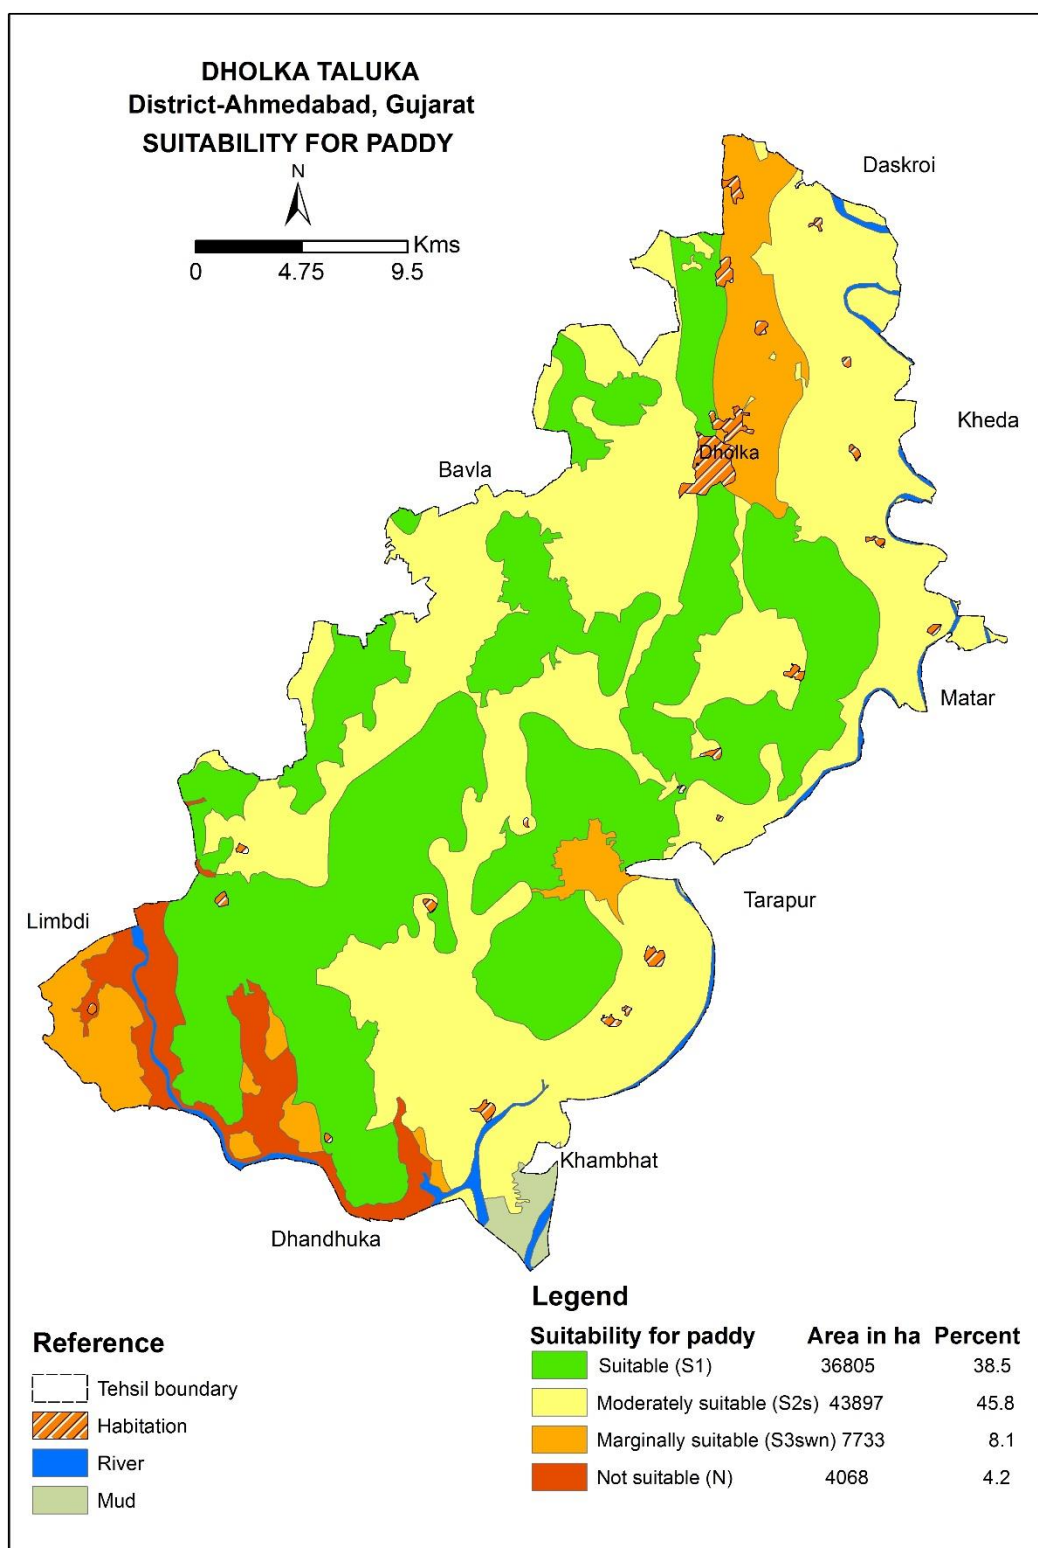 DHOLKA TALUKA
District-Ahmedabad, Gujarat
SUITABILITY FOR PADDY
N
Kms
0 4.75 9.5
Daskroi
Kheda
Dholka
Bavla
Matar
Tarapur
Limbdi
Khambhat
Dhandhuka
Reference
Tehsil boundary
Habitation
River
Mud
Legend
Suitability for paddy Area in ha Percent
Suitable (S1) 36805 38.5
Moderately suitable (S2s) 43897 45.8
Marginally suitable (S3swn) 7733 8.1
Not suitable (N) 4068 4.2